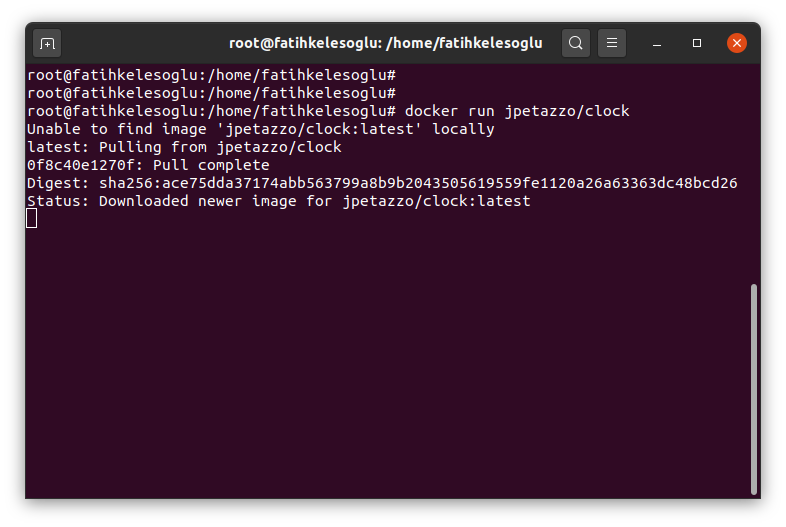 root@fatihkelesoglu: /home/fatihkelesoglu
root@fatihkelesoglu:/home/fatihkelesoglu#
root@fatihkelesoglu:/home/fatihkelesoglu#
root@fatihkelesoglu:/home/fatihkelesoglu# docker run jpetazzo/clock
Unable to find image 'jpetazzo/clock:latest' locally
latest: Pulling from jpetazzo/clock
0f8c40e1270f: Pull complete
Digest: sha256:ace75dda37174abb563799a8b9b2043505619559fe1120a26a63363dc48bcd26
Status: Downloaded newer image for jpetazzo/clock:latest